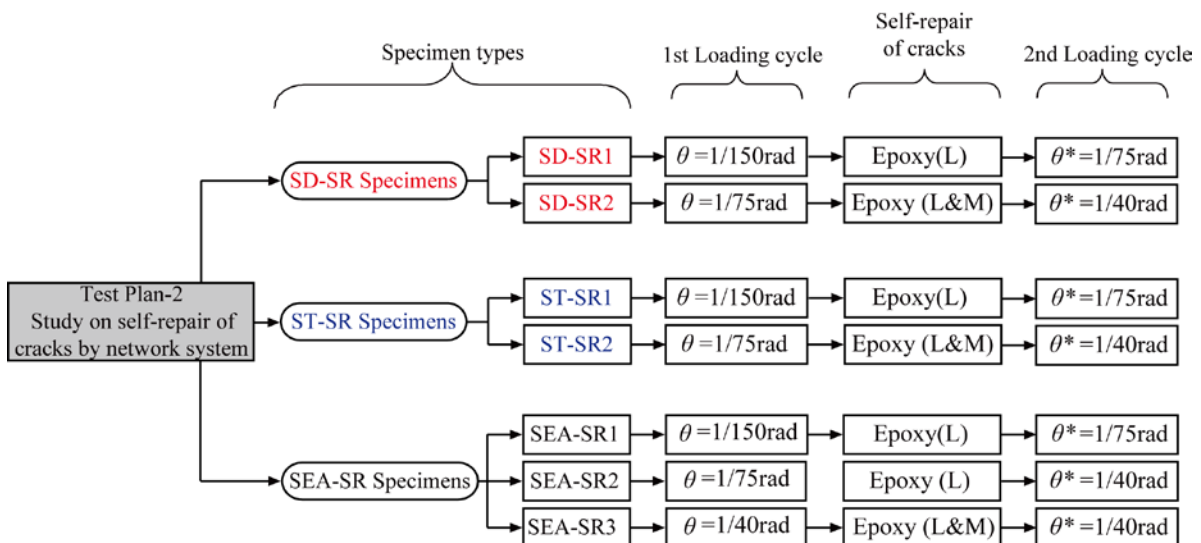 Specimen types
1st Loading cycle
Self-repair
of cracks
2nd Loading cycle
Test Plan-2
Study on self-repair of
cracks by network system
SD-SR Specimens
SD-SR1
θ=1/150rad
Epoxy(L)
θ*=1/75rad
SD-SR2
θ=1/75rad
Epoxy (L&M)
θ*=1/40rad
ST-SR Specimens
ST-SR1
θ=1/150rad
Epoxy(L)
θ*=1/75rad
ST-SR2
θ=1/75rad
Epoxy (L&M)
θ*=1/40rad
SEA-SR Specimens
SEA-SR1
θ=1/150rad
Epoxy(L)
θ*=1/75rad
SEA-SR2
θ=1/75rad
Epoxy (L)
θ*=1/40rad
SEA-SR3
θ=1/40rad
Epoxy (L&M)
θ*=1/40rad